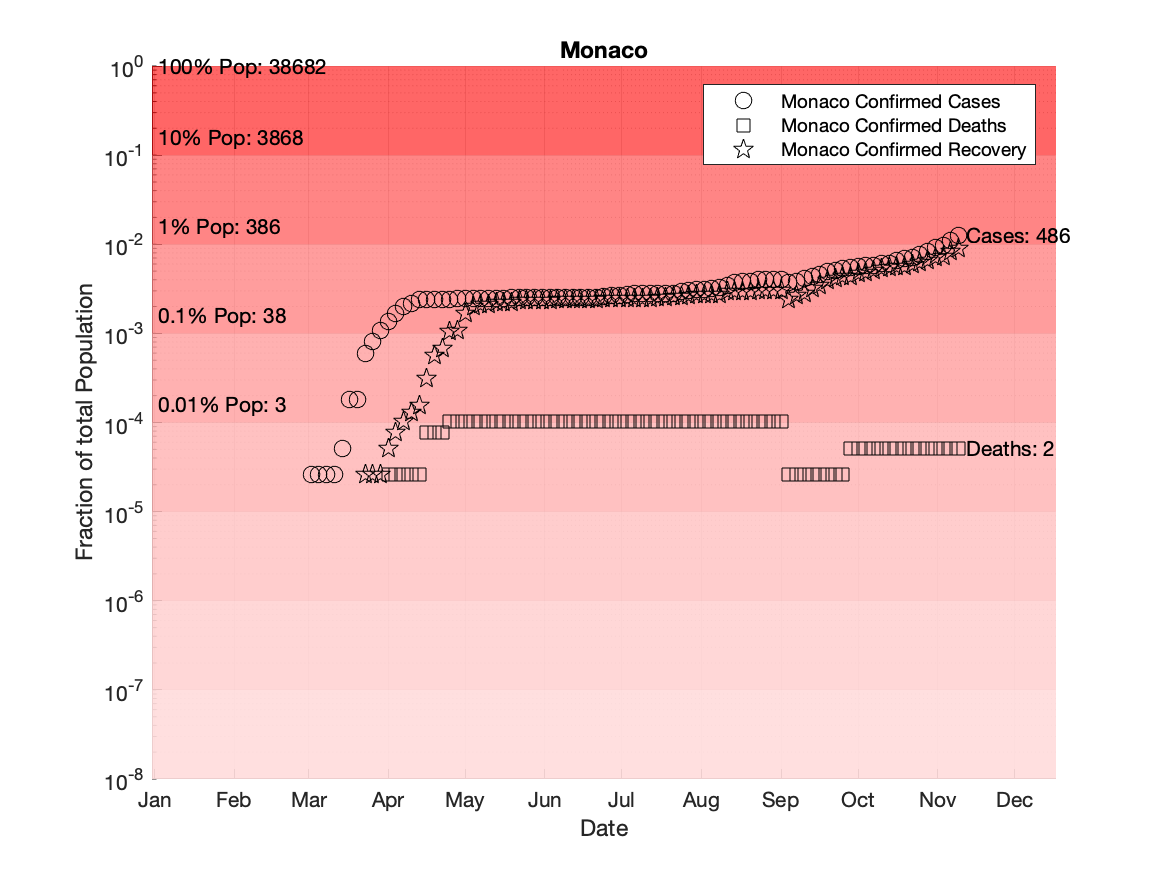 Monaco
10^0
100% Pop: 38682
Monaco Confirmed Cases
Monaco Confirmed Deaths
Monaco Confirmed Recovery
10% Pop: 3868
10^-1
1% Pop: 386
10^-2
Cases: 486
0.1% Pop: 38
10^-3
0.01% Pop: 3
10^-4
Deaths: 2
10^-5
10^-6
10^-7
10^-8
Fraction of total Population
Jan Feb Mar Apr May Jun Jul Aug Sep Oct Nov Dec
Date